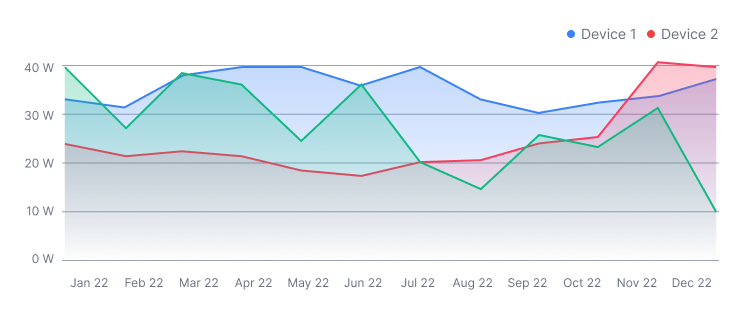 Device 1 Device 2
40 W
30 W
20 W
10 W
0 W
Jan 22 Feb 22 Mar 22 Apr 22 May 22 Jun 22 Jul 22 Aug 22 Sep 22 Oct 22 Nov 22 Dec 22